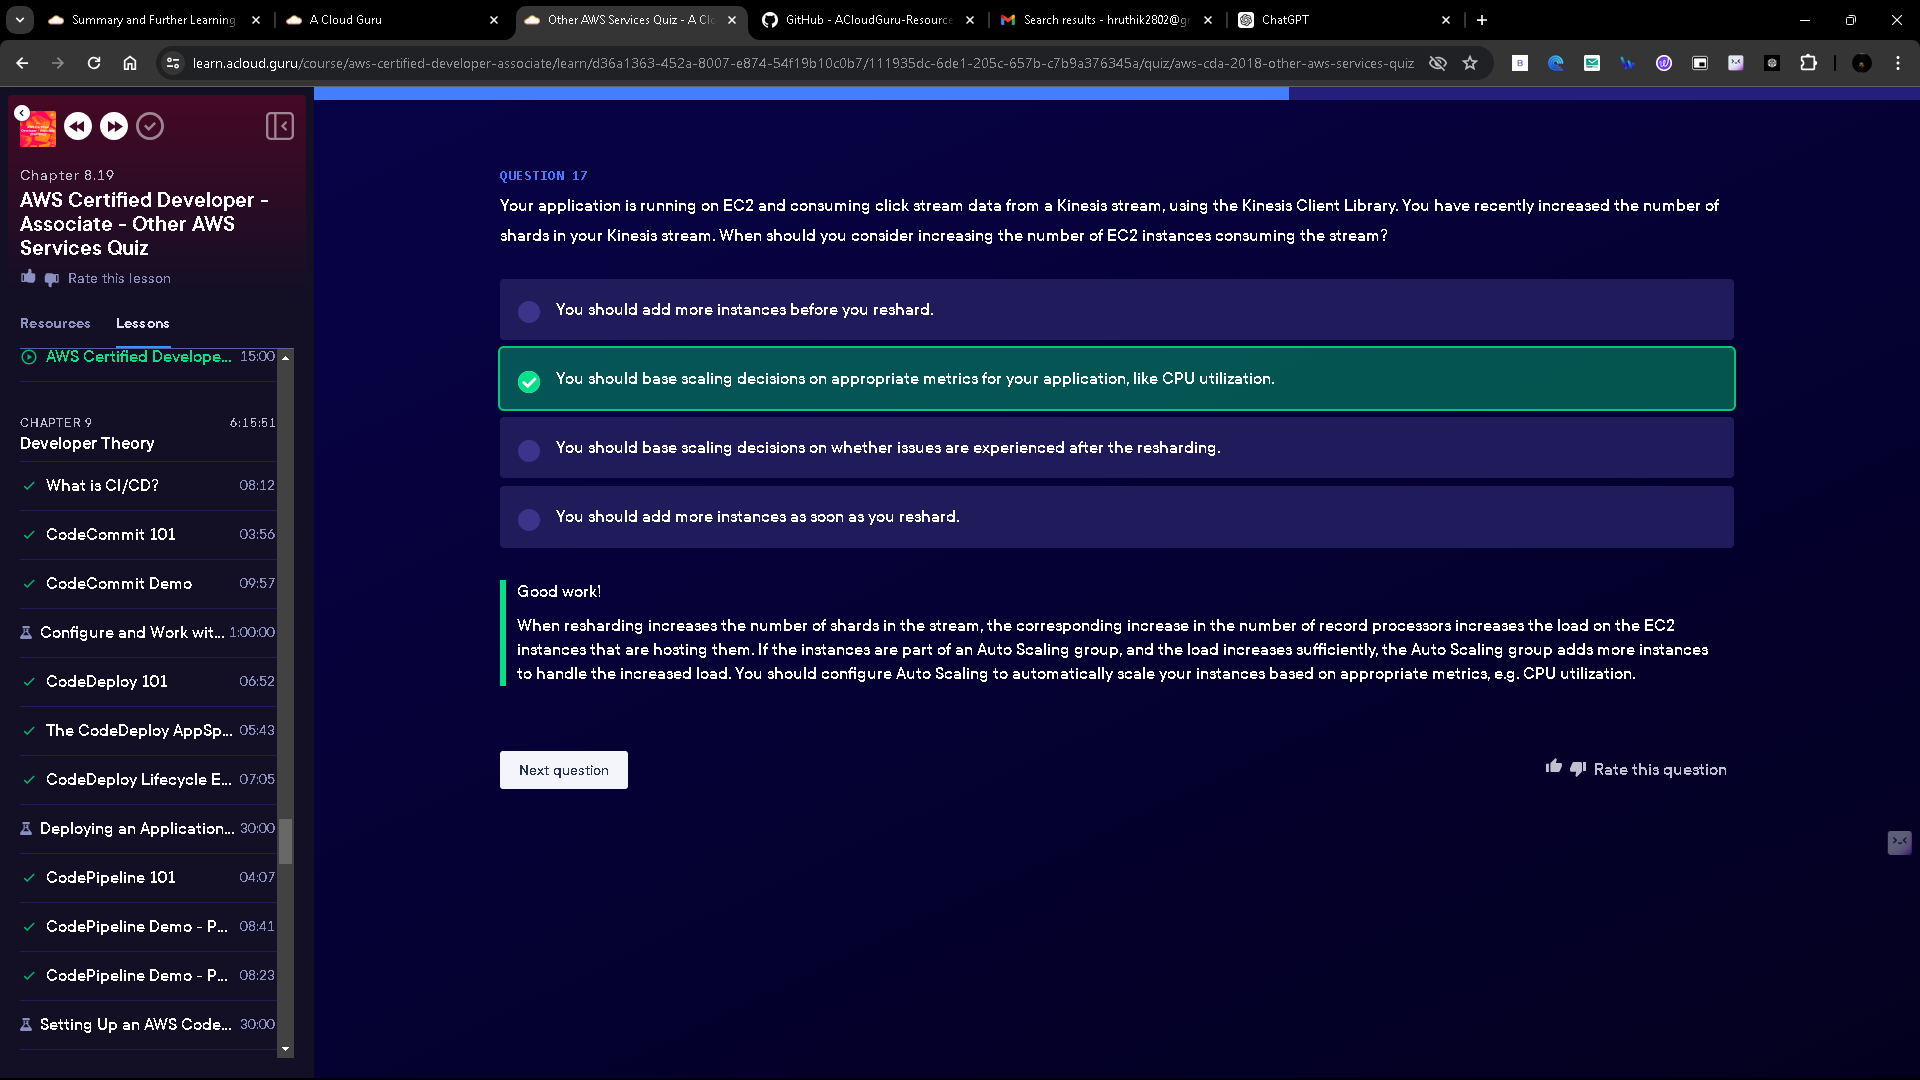 Summary and Further Learning
A Cloud Guru
Other AWS Services Quiz - A Clo
GitHub - ACloudGuru-Resource
Search results - hruthik2802@gr
ChatGPT
learn.acloud.guru/course/aws-certified-developer-associate/learn/d36a1363-452a-8007-e874-54f19b10c0b7/111935dc-6de1-205c-657b-c7b9a376345a/quiz/aws-cda-2018-other-aws-services-quiz
Chapter 8.19
AWS Certified Developer -
Associate - Other AWS
Services Quiz
Rate this lesson
Resources
Lessons
AWS Certified Develope... 15:00
CHAPTER 9 6:15:51
Developer Theory
What is CI/CD? 08:12
CodeCommit 101 03:56
CodeCommit Demo 09:57
Configure and Work wit... 1:00:00
CodeDeploy 101 06:52
The CodeDeploy AppSp... 05:43
CodeDeploy Lifecycle E... 07:05
Deploying an Application... 30:00
CodePipeline 101 04:07
CodePipeline Demo - P... 08:41
CodePipeline Demo - P... 08:23
Setting Up an AWS Code... 30:00
QUESTION 17
Your application is running on EC2 and consuming click stream data from a Kinesis stream, using the Kinesis Client Library. You have recently increased the number of
shards in your Kinesis stream. When should you consider increasing the number of EC2 instances consuming the stream?
You should add more instances before you reshard.
You should base scaling decisions on appropriate metrics for your application, like CPU utilization.
You should base scaling decisions on whether issues are experienced after the resharding.
You should add more instances as soon as you reshard.
Good work!
When resharding increases the number of shards in the stream, the corresponding increase in the number of record processors increases the load on the EC2
instances that are hosting them. If the instances are part of an Auto Scaling group, and the load increases sufficiently, the Auto Scaling group adds more instances
to handle the increased load. You should configure Auto Scaling to automatically scale your instances based on appropriate metrics, e.g. CPU utilization.
Next question
Rate this question